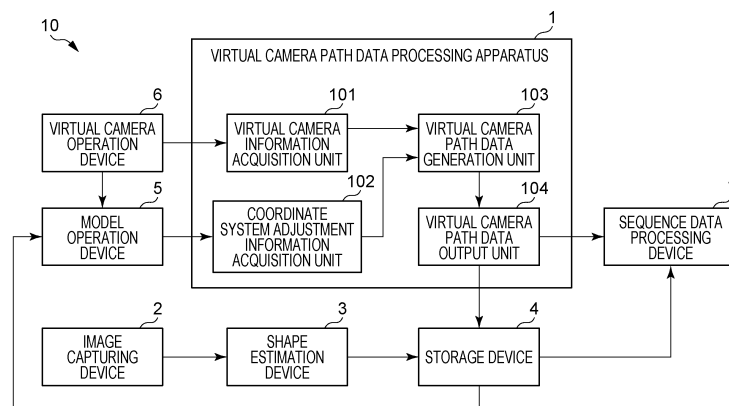 10
1
VIRTUAL CAMERA PATH DATA PROCESSING APPARATUS
6
VIRTUAL CAMERA
OPERATION
DEVICE
101
VIRTUAL CAMERA
INFORMATION
ACQUISITION UNIT
103
VIRTUAL CAMERA
PATH DATA
GENERATION UNIT
5
MODEL
OPERATION
DEVICE
102
COORDINATE
SYSTEM ADJUSTMENT
INFORMATION
ACQUISITION UNIT
104
VIRTUAL CAMERA
PATH DATA
OUTPUT UNIT
SEQUENCE DATA
PROCESSING
DEVICE
2
IMAGE
CAPTURING
DEVICE
3
SHAPE
ESTIMATION
DEVICE
4
STORAGE DEVICE